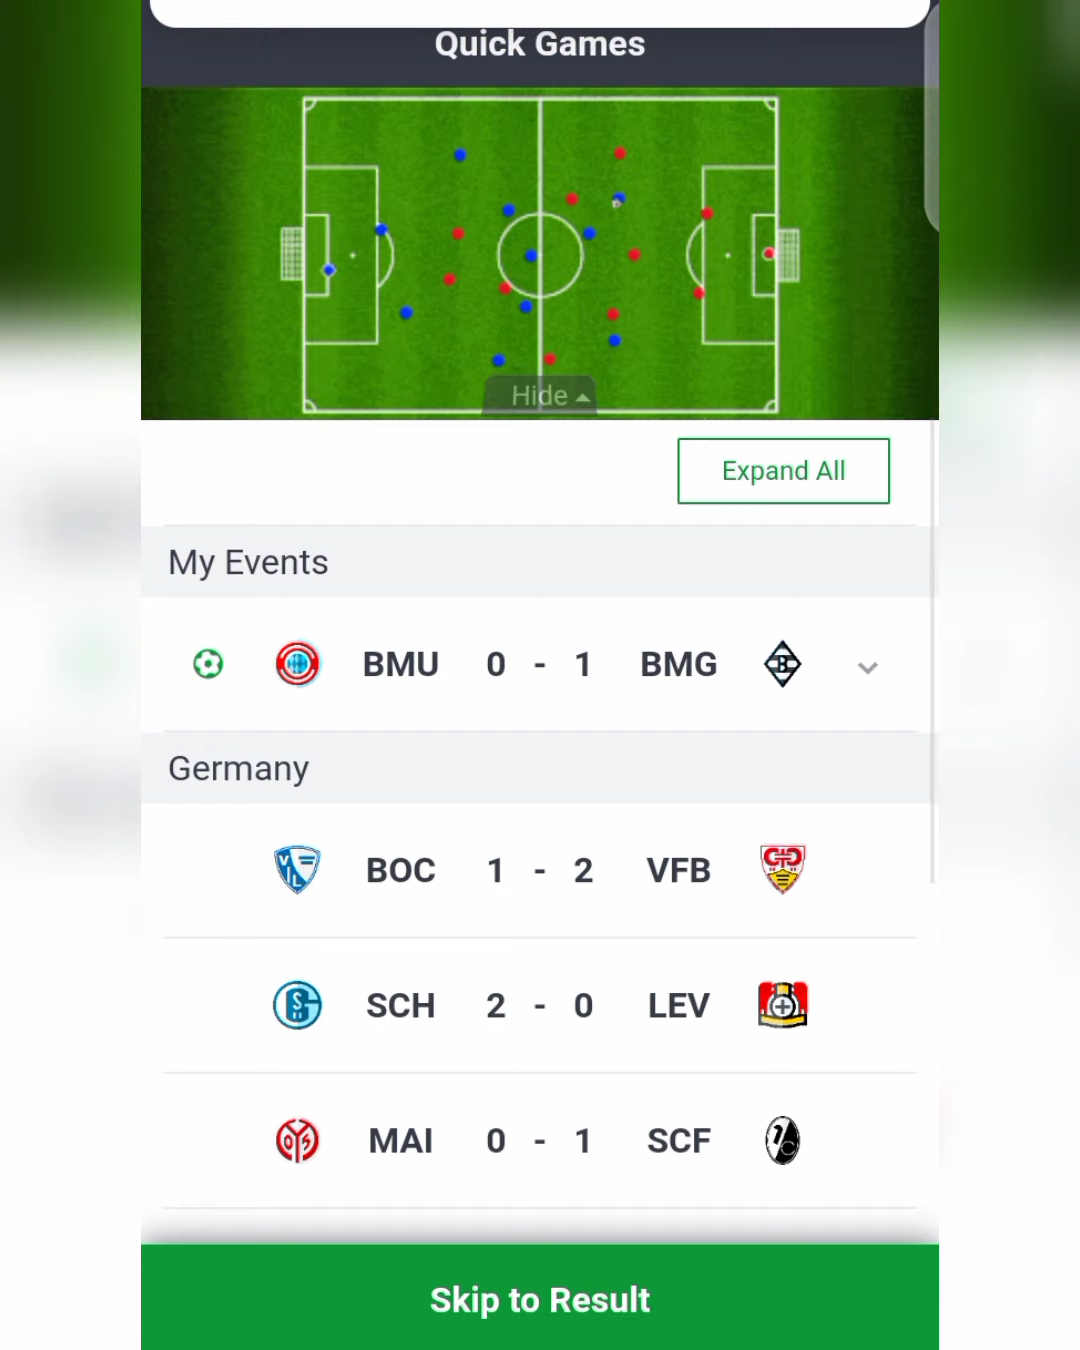 Quick Games
Hide
Expand All
My Events
BMU 0 - 1 BMG
Germany
BOC 1 - 2 VFB
SCH 2 - 0 LEV
MAI 0 - 1 SCF
Skip to Result